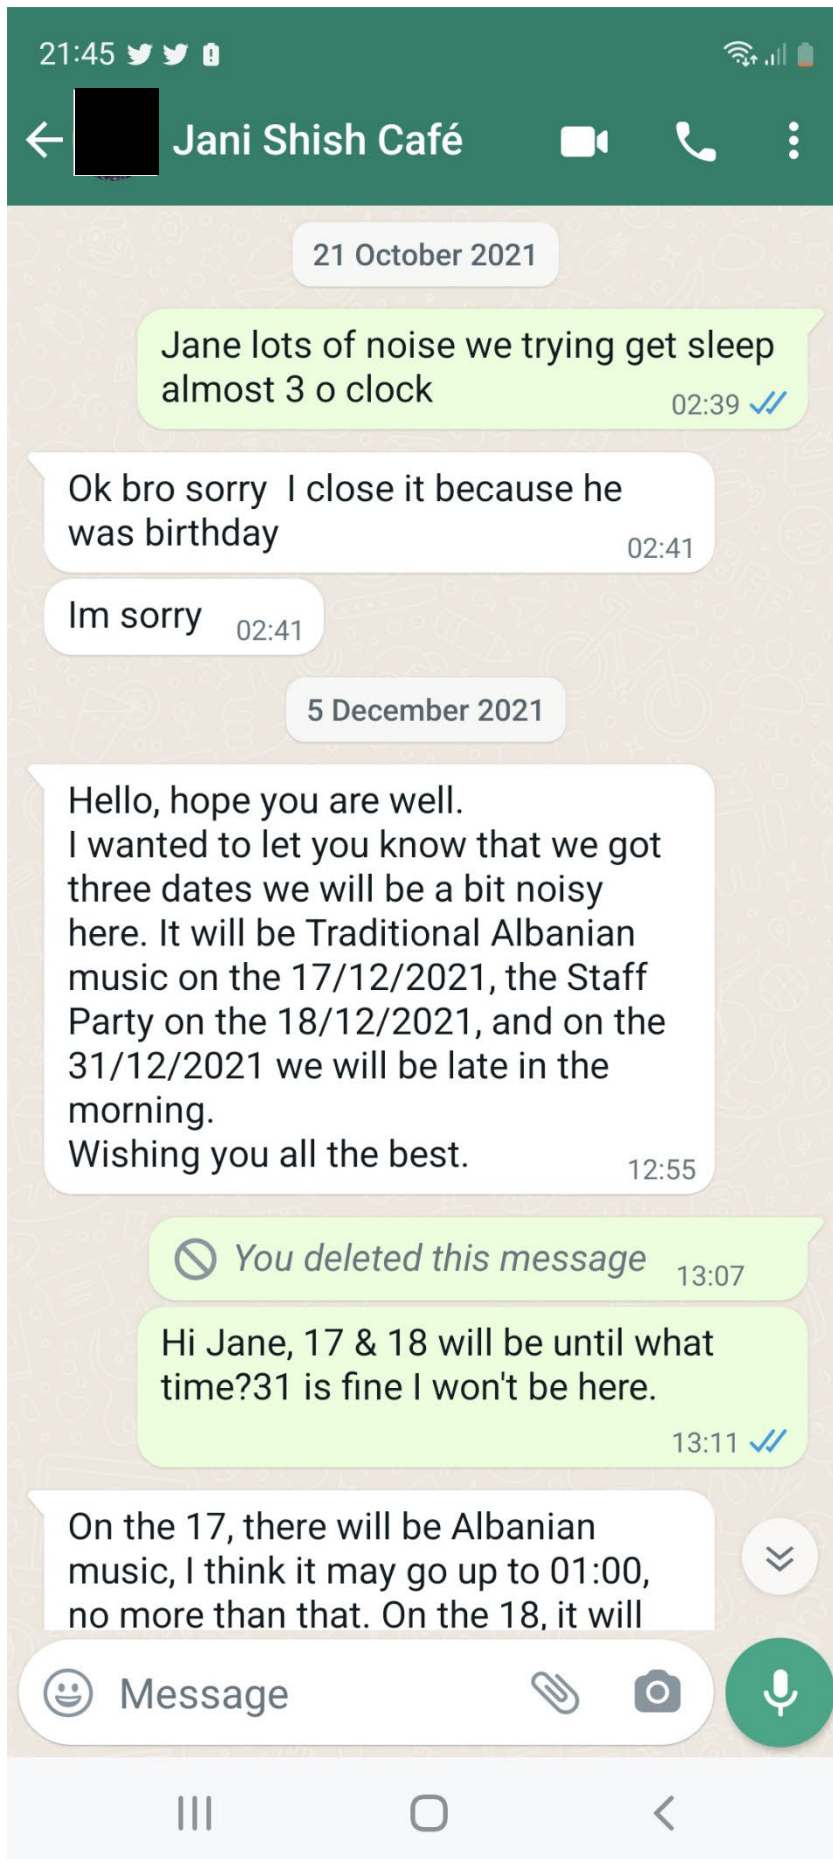 21:45
Jani Shish Café
21 October 2021
Jane lots of noise we trying get sleep
almost 3 o clock
02:39
Ok bro sorry  I close it because he
was birthday
02:41
Im sorry
02:41
5 December 2021
Hello, hope you are well.
I wanted to let you know that we got
three dates we will be a bit noisy
here. It will be Traditional Albanian
music on the 17/12/2021, the Staff
Party on the 18/12/2021, and on the
31/12/2021 we will be late in the
morning.
Wishing you all the best.
12:55
You deleted this message
13:07
Hi Jane, 17 & 18 will be until what
time?31 is fine I won't be here.
13:11
On the 17, there will be Albanian
music, I think it may go up to 01:00,
no more than that. On the 18, it will
Message